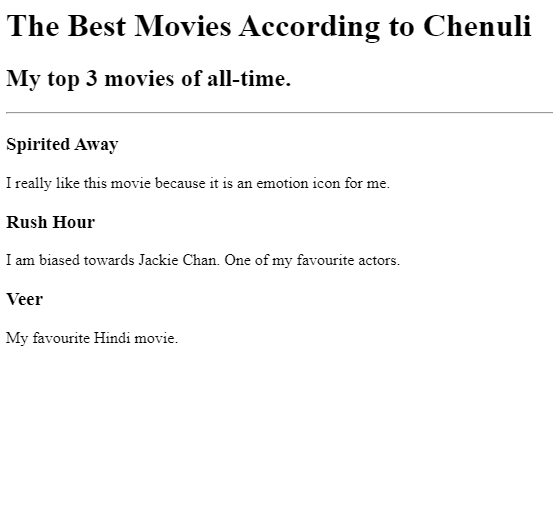 The Best Movies According to Chenuli
My top 3 movies of all-time.
Spirited Away
I really like this movie because it is an emotion icon for me.
Rush Hour
I am biased towards Jackie Chan. One of my favourite actors.
Veer
My favourite Hindi movie.